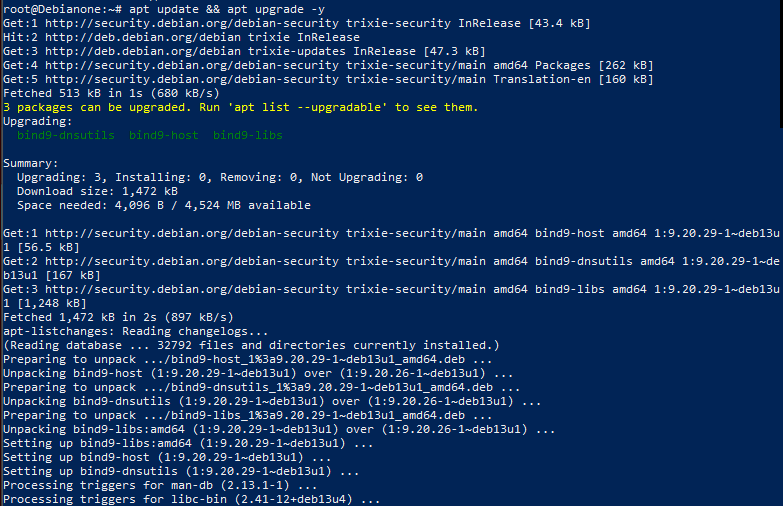 root@Debianone:~# apt update && apt upgrade -y
Get:1 http://security.debian.org/debian-security trixie-security InRelease [43.4 kB]
Hit:2 http://deb.debian.org/debian trixie InRelease
Get:3 http://deb.debian.org/debian trixie-updates InRelease [47.3 kB]
Get:4 http://security.debian.org/debian-security trixie-security/main amd64 Packages [262 kB]
Get:5 http://security.debian.org/debian-security trixie-security/main Translation-en [160 kB]
Fetched 513 kB in 1s (680 kB/s)
3 packages can be upgraded. Run 'apt list --upgradable' to see them.
Upgrading:
  bind9-dnsutils  bind9-host  bind9-libs

Summary:
  Upgrading: 3, Installing: 0, Removing: 0, Not Upgrading: 0
  Download size: 1,472 kB
  Space needed: 4,096 B / 4,524 MB available

Get:1 http://security.debian.org/debian-security trixie-security/main amd64 bind9-host amd64 1:9.20.29-1~deb13u
1 [56.5 kB]
Get:2 http://security.debian.org/debian-security trixie-security/main amd64 bind9-dnsutils amd64 1:9.20.29-1~de
b13u1 [167 kB]
Get:3 http://security.debian.org/debian-security trixie-security/main amd64 bind9-libs amd64 1:9.20.29-1~deb13u
1 [1,248 kB]
Fetched 1,472 kB in 2s (897 kB/s)
apt-listchanges: Reading changelogs...
(Reading database ... 32792 files and directories currently installed.)
Preparing to unpack .../bind9-host_1%3a9.20.29-1~deb13u1_amd64.deb ...
Unpacking bind9-host (1:9.20.29-1~deb13u1) over (1:9.20.26-1~deb13u1) ...
Preparing to unpack .../bind9-dnsutils_1%3a9.20.29-1~deb13u1_amd64.deb ...
Unpacking bind9-dnsutils (1:9.20.29-1~deb13u1) over (1:9.20.26-1~deb13u1) ...
Preparing to unpack .../bind9-libs_1%3a9.20.29-1~deb13u1_amd64.deb ...
Unpacking bind9-libs:amd64 (1:9.20.29-1~deb13u1) over (1:9.20.26-1~deb13u1) ...
Setting up bind9-libs:amd64 (1:9.20.29-1~deb13u1) ...
Setting up bind9-host (1:9.20.29-1~deb13u1) ...
Setting up bind9-dnsutils (1:9.20.29-1~deb13u1) ...
Processing triggers for man-db (2.13.1-1) ...
Processing triggers for libc-bin (2.41-12+deb13u4) ...